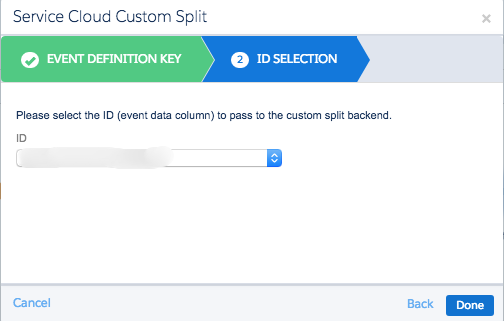 Service Cloud Custom Split
EVENT DEFINITION KEY
2 ID SELECTION
Please select the ID (event data column) to pass to the custom split backend.
ID
Cancel
Back
Done